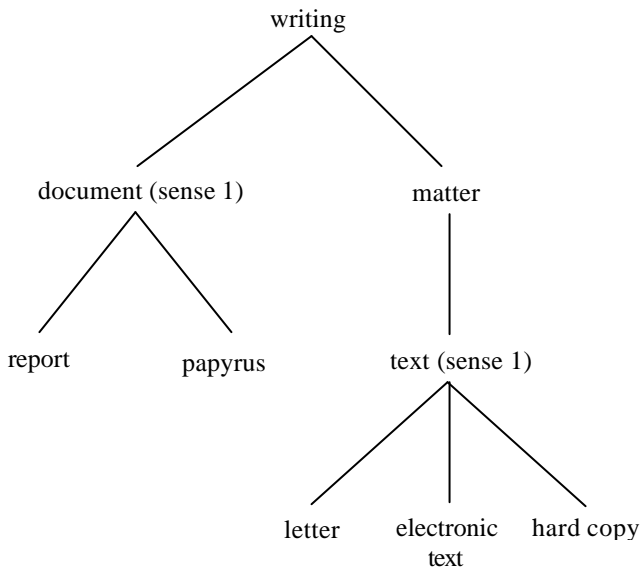 writing
document (sense 1)
matter
report
papyrus
text (sense 1)
letter
electronic
text
hard copy